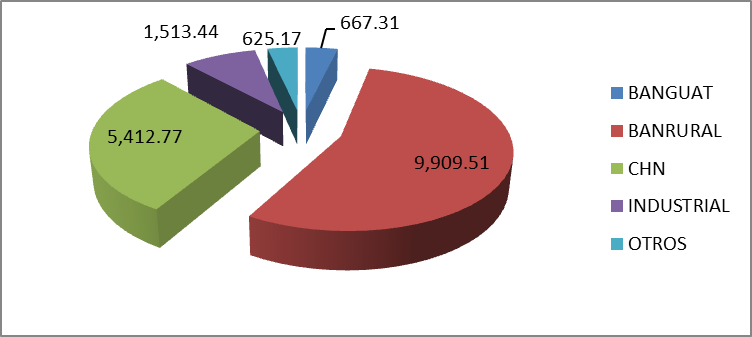 1,513.44
625.17
667.31
5,412.77
9,909.51
BANGUAT
BANRURAL
CHN
INDUSTRIAL
OTROS